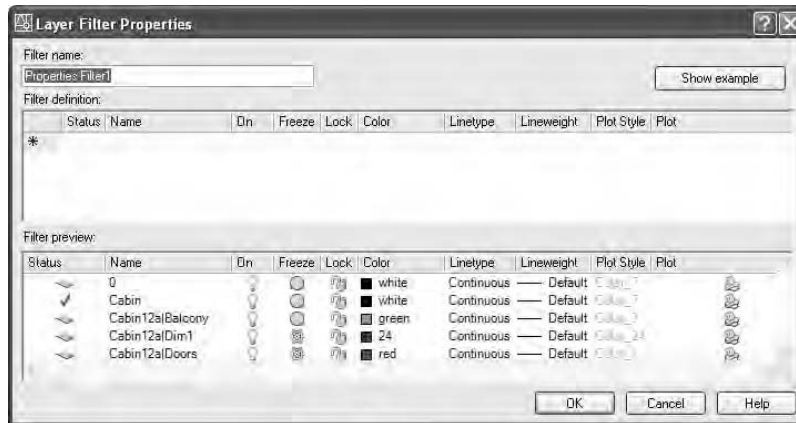 Layer Filter Properties
Filter name:
Properties Filter1
Show example
Filter definition:
Status Name On Freeze Lock Color Linetype Lineweight Plot Style Plot
*
Filter preview:
Status Name On Freeze Lock Color Linetype Lineweight Plot Style Plot
0 white Continuous Default Color_7
Cabin white Continuous Default Color_7
Cabin12a|Balcony green Continuous Default
Cabin12a|Dim1 24 Continuous Default Color_24
Cabin12a|Doors red Continuous Default
OK Cancel Help